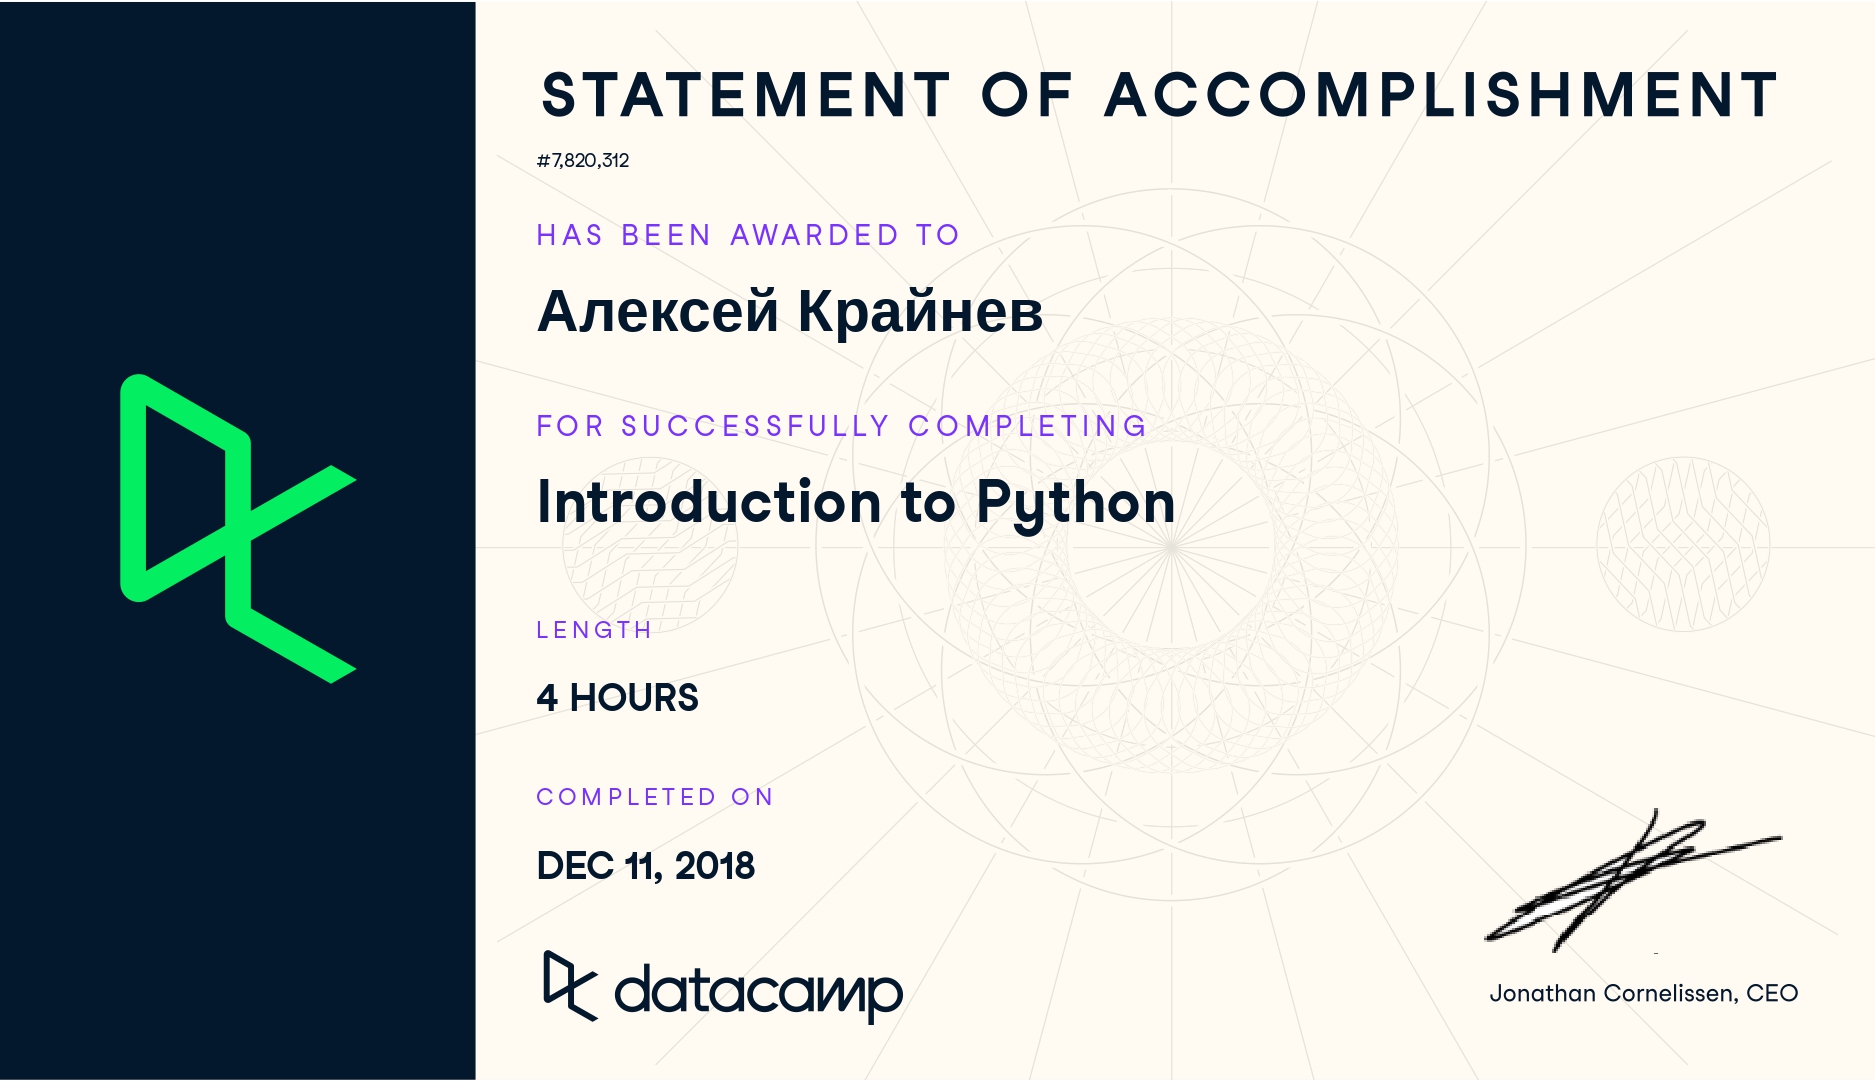 STATEMENT OF ACCOMPLISHMENT
#7,820,312
HAS BEEN AWARDED TO
Алексей Крайнев
FOR SUCCESSFULLY COMPLETING
Introduction to Python
LENGTH
4 HOURS
COMPLETED ON
DEC 11, 2018
datacamp
Jonathan Cornelissen, CEO